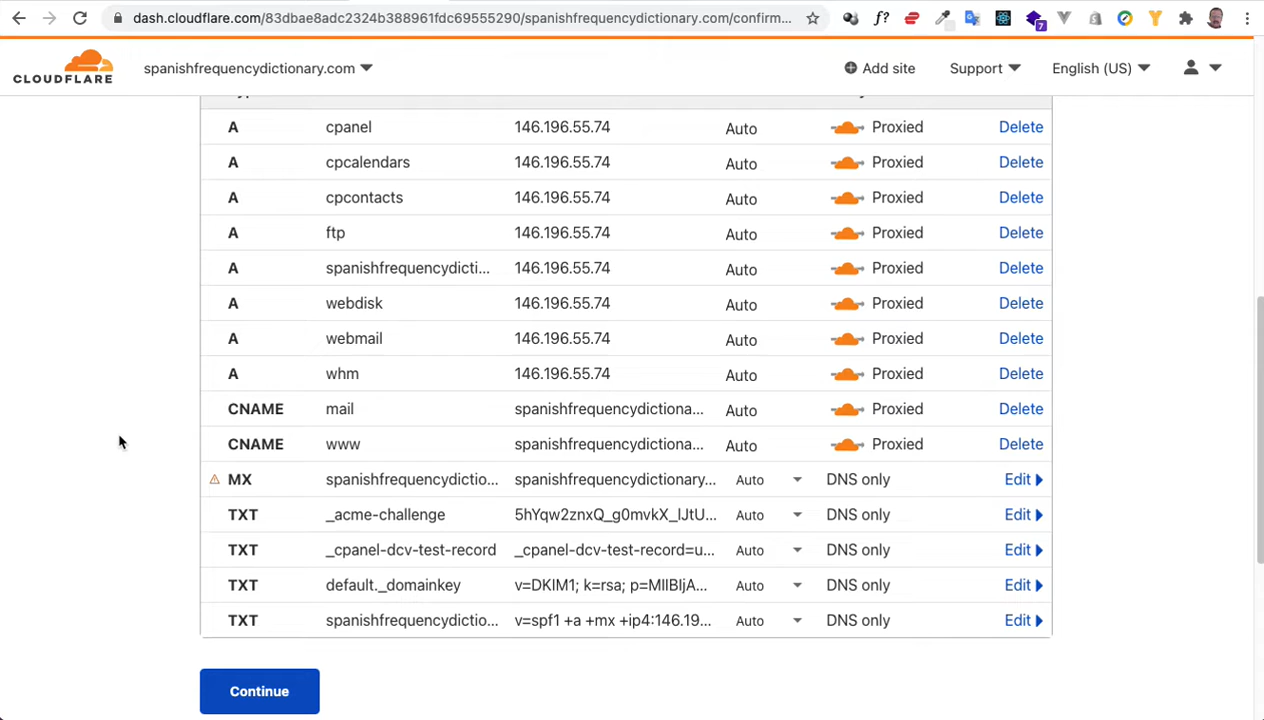 dash.cloudflare.com/83dbae8adc2324b388961fdc69555290/spanishfrequencydictionary.com/confirm...
f?
7
CLOUDFLARE
spanishfrequencydictionary.com
Add site
Support
English (US)
A cpanel 146.196.55.74 Auto Proxied Delete
A cpcalendars 146.196.55.74 Auto Proxied Delete
A cpcontacts 146.196.55.74 Auto Proxied Delete
A ftp 146.196.55.74 Auto Proxied Delete
A spanishfrequencydicti... 146.196.55.74 Auto Proxied Delete
A webdisk 146.196.55.74 Auto Proxied Delete
A webmail 146.196.55.74 Auto Proxied Delete
A whm 146.196.55.74 Auto Proxied Delete
CNAME mail spanishfrequencydictiona... Auto Proxied Delete
CNAME www spanishfrequencydictiona... Auto Proxied Delete
MX spanishfrequencydictio... spanishfrequencydictionary... Auto DNS only Edit
TXT _acme-challenge 5hYqw2znxQ_g0mvkX_lJtU... Auto DNS only Edit
TXT _cpanel-dcv-test-record _cpanel-dcv-test-record=u... Auto DNS only Edit
TXT default._domainkey v=DKIM1; k=rsa; p=MIIBIjA... Auto DNS only Edit
TXT spanishfrequencydictio... v=spf1 +a +mx +ip4:146.19... Auto DNS only Edit
Continue